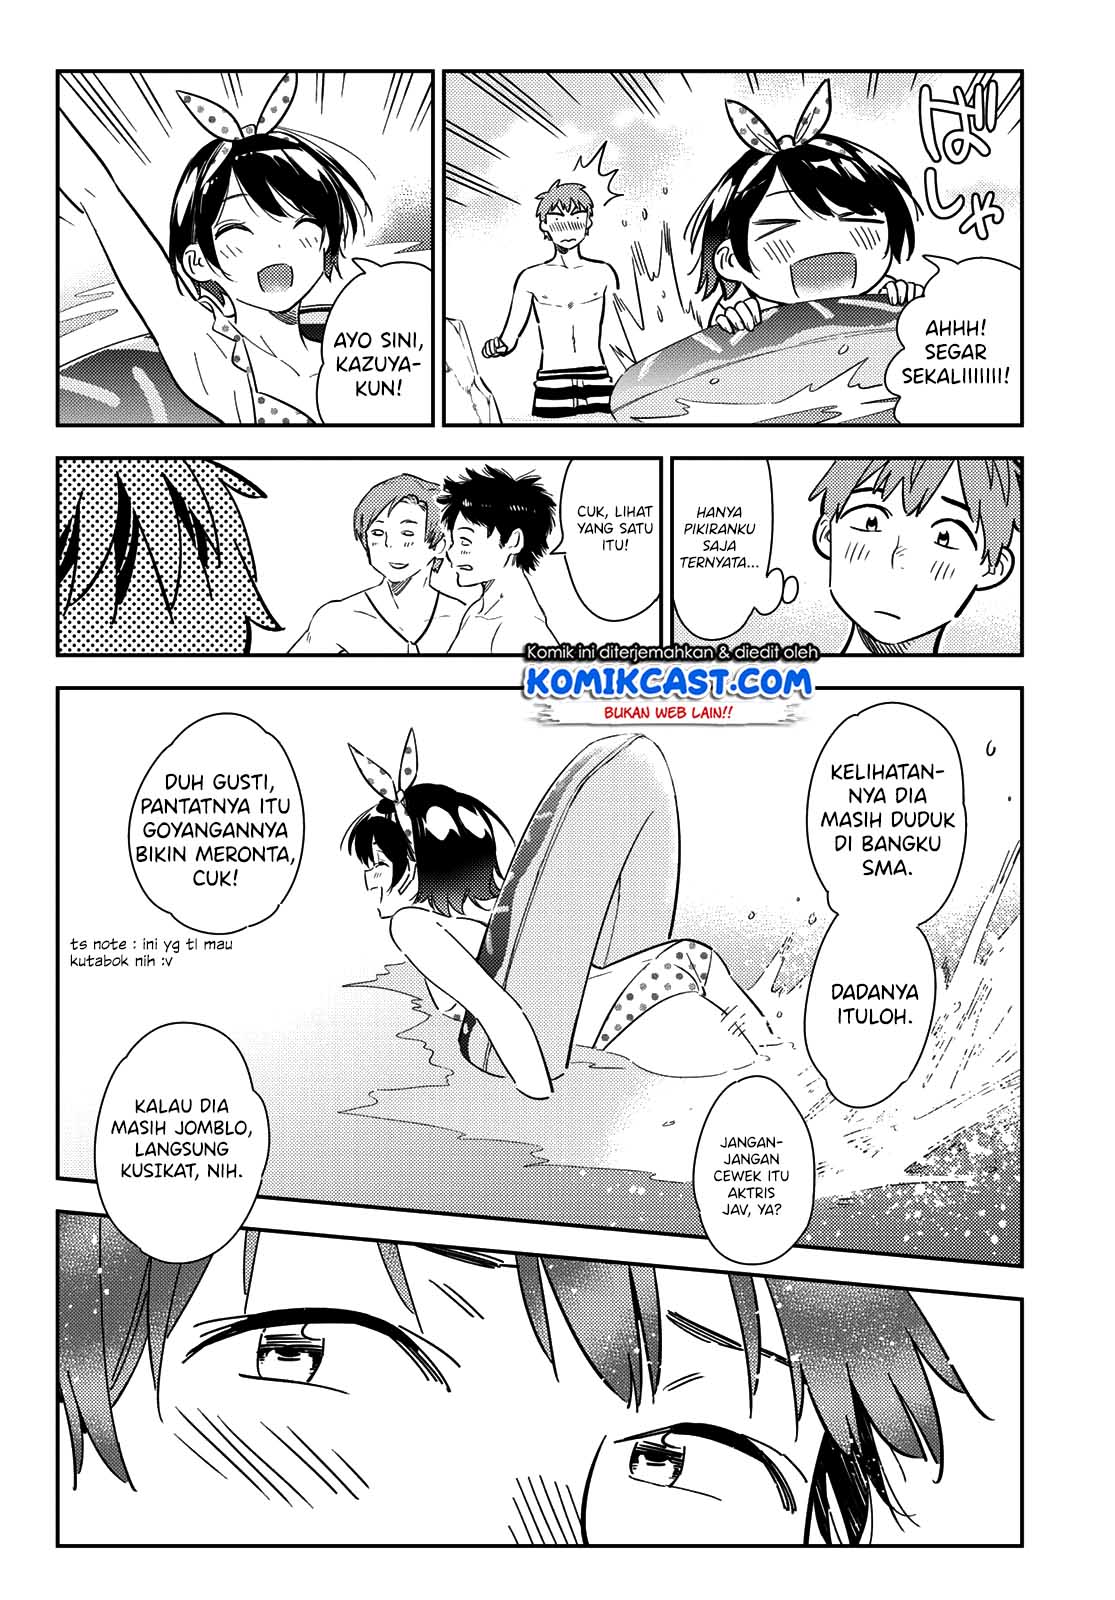 ばしゃ
AHHH!
SEGAR
SEKALIIIIIII!
AYO SINI,
KAZUYA-
KUN!
HANYA
PIKIRANKU
SAJA
TERNYATA...
CUK, LIHAT
YANG SATU
ITU!
Komik ini diterjemahkan & diedit oleh
KOMIKCAST.COM
BUKAN WEB LAIN!!
KELIHATAN-
NYA DIA
MASIH DUDUK
DI BANGKU
SMA.
DADANYA
ITULOH.
DUH GUSTI,
PANTATNYA ITU
GOYANGANNYA
BIKIN MERONTA,
CUK!
ts note : ini yg tl mau
kutabok nih :v
JANGAN-
JANGAN
CEWEK ITU
AKTRIS
JAV, YA?
KALAU DIA
MASIH JOMBLO,
LANGSUNG
KUSIKAT, NIH.